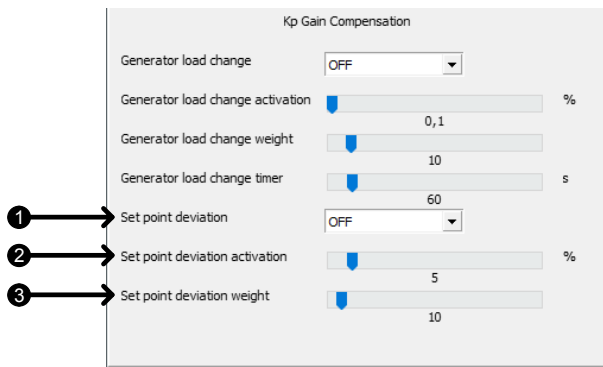 Kp Gain Compensation
Generator load change OFF
Generator load change activation %
0,1
Generator load change weight
10
Generator load change timer s
60
1 Set point deviation OFF
2 Set point deviation activation %
5
3 Set point deviation weight
10